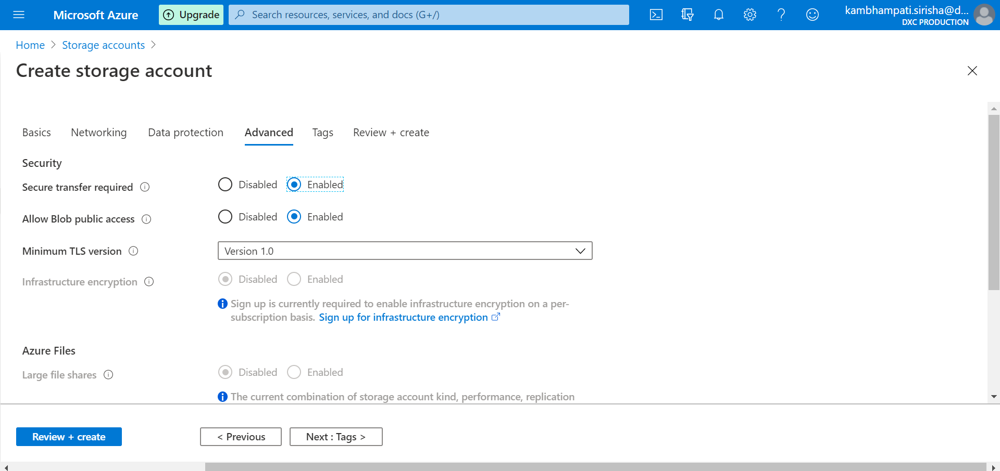 Microsoft Azure
Upgrade
Search resources, services, and docs (G+/)
kambhampati.sirisha@d...
DXC PRODUCTION
Home > Storage accounts >
Create storage account
Basics Networking Data protection Advanced Tags Review + create
Security
Secure transfer required Disabled Enabled
Allow Blob public access Disabled Enabled
Minimum TLS version Version 1.0
Infrastructure encryption Disabled Enabled
Sign up is currently required to enable infrastructure encryption on a per-
subscription basis. Sign up for infrastructure encryption
Azure Files
Large file shares Disabled Enabled
The current combination of storage account kind, performance, replication
Review + create < Previous Next : Tags >